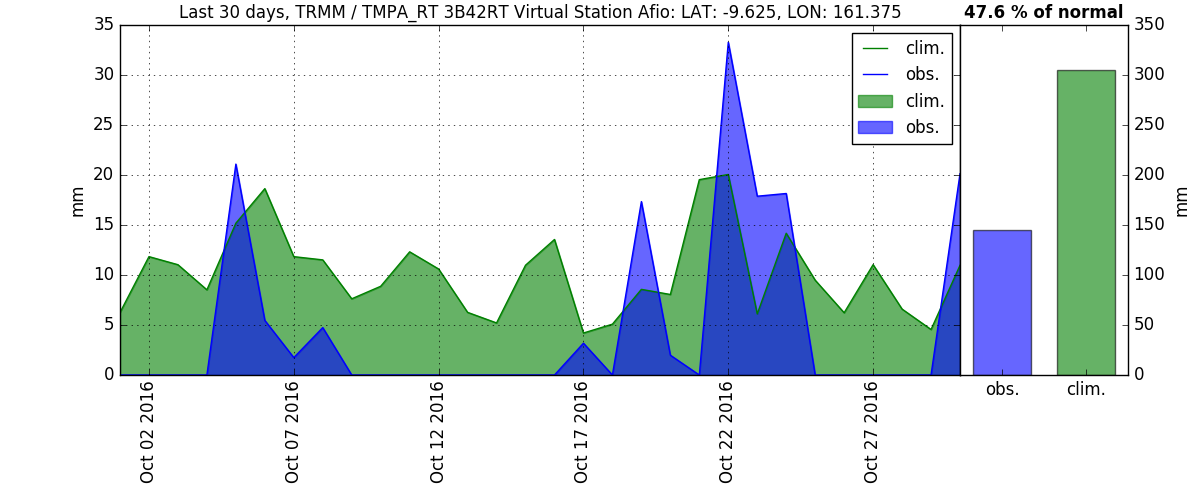 Last 30 days, TRMM / TMPA_RT 3B42RT Virtual Station Afio: LAT: -9.625, LON: 161.375
47.6 % of normal
35
30
25
20
15
10
5
0
mm
clim.
obs.
clim.
obs.
350
300
250
200
150
100
50
0
mm
obs.
clim.
Oct 02 2016
Oct 07 2016
Oct 12 2016
Oct 17 2016
Oct 22 2016
Oct 27 2016